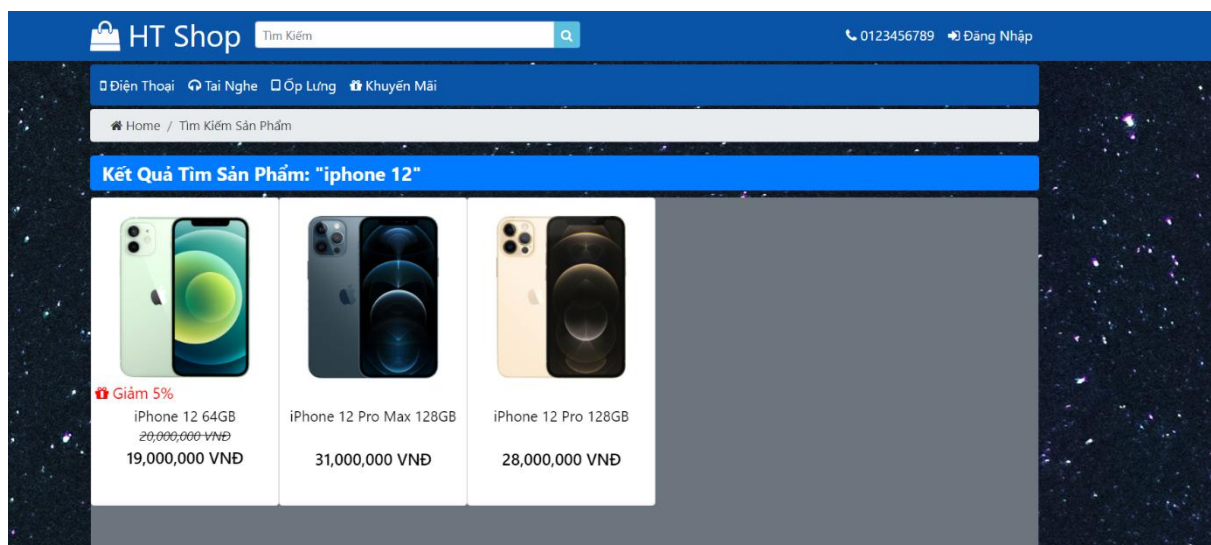 HT Shop Tìm Kiếm 0123456789 Đăng Nhập
Điện Thoại Tai Nghe Ốp Lưng Khuyến Mãi
Home / Tìm Kiếm Sản Phẩm
Kết Quả Tìm Sản Phẩm: "iphone 12"
Giảm 5%
iPhone 12 64GB
20,000,000 VNĐ
19,000,000 VNĐ
iPhone 12 Pro Max 128GB
31,000,000 VNĐ
iPhone 12 Pro 128GB
28,000,000 VNĐ